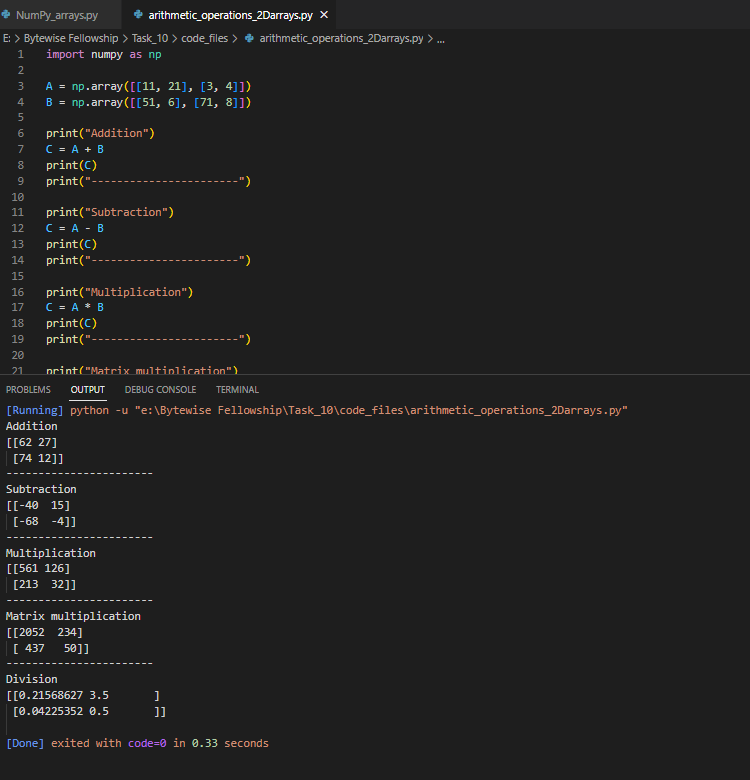 NumPy_arrays.py arithmetic_operations_2Darrays.py ×
E: > Bytewise Fellowship > Task_10 > code_files > arithmetic_operations_2Darrays.py > ...
1 import numpy as np
2
3 A = np.array([[11, 21], [3, 4]])
4 B = np.array([[51, 6], [71, 8]])
5
6 print("Addition")
7 C = A + B
8 print(C)
9 print("-----------------------")
10
11 print("Subtraction")
12 C = A - B
13 print(C)
14 print("-----------------------")
15
16 print("Multiplication")
17 C = A * B
18 print(C)
19 print("-----------------------")
20
21 print("Matrix multiplication")
PROBLEMS OUTPUT DEBUG CONSOLE TERMINAL
[Running] python -u "e:\Bytewise Fellowship\Task_10\code_files\arithmetic_operations_2Darrays.py"
Addition
[[62 27]
 [74 12]]
-----------------------
Subtraction
[[-40  15]
 [-68  -4]]
-----------------------
Multiplication
[[561 126]
 [213  32]]
-----------------------
Matrix multiplication
[[2052  234]
 [ 437   50]]
-----------------------
Division
[[0.21568627 3.5       ]
 [0.04225352 0.5       ]]
[Done] exited with code=0 in 0.33 seconds